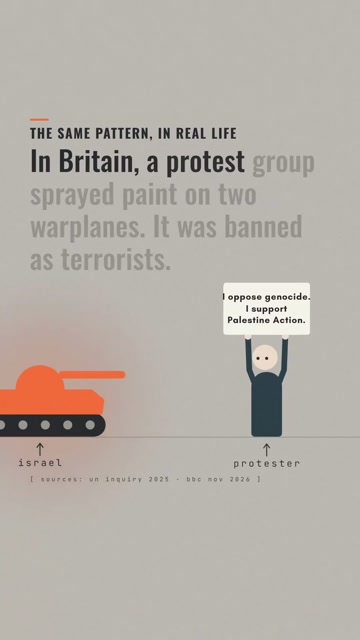 THE SAME PATTERN, IN REAL LIFE
In Britain, a protest group
sprayed paint on two
warplanes. It was banned
as terrorists.
I oppose genocide.
I support
Palestine Action.
israel
protester
[ sources: un inquiry 2025 · bbc nov 2026 ]